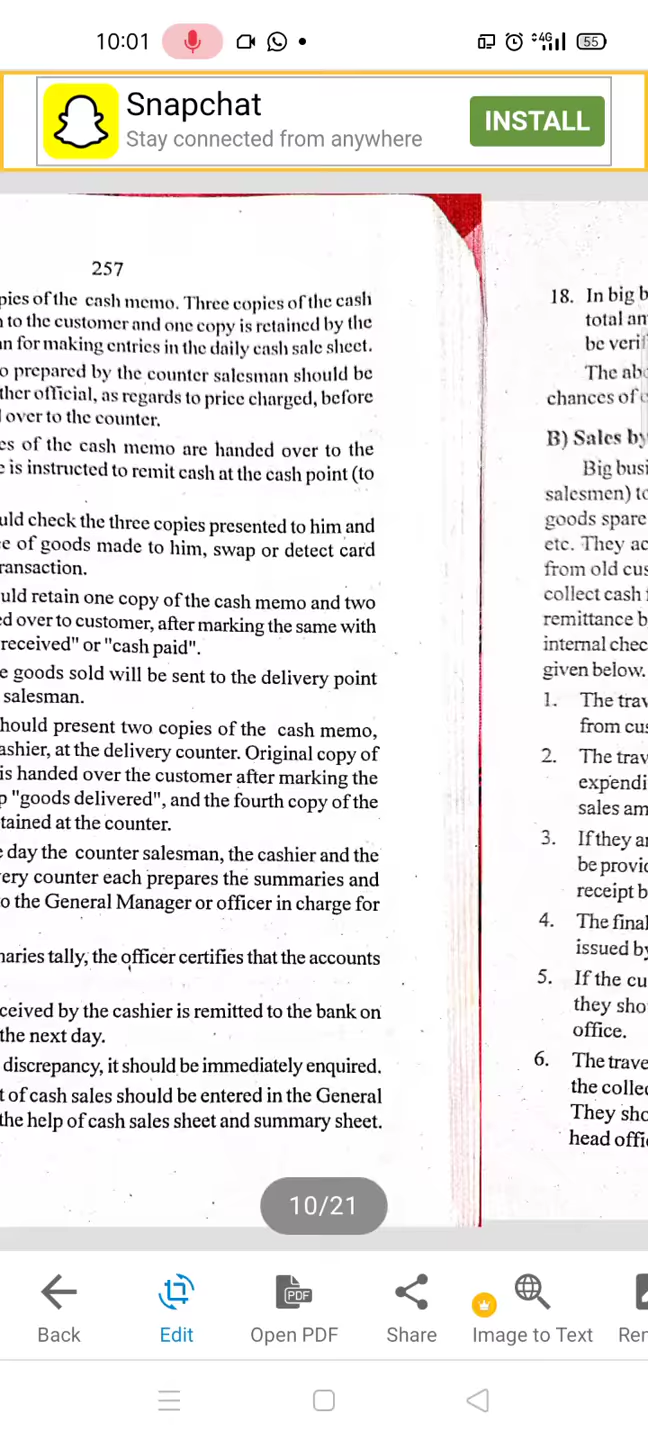 10:01
4G
55
Snapchat
Stay connected from anywhere
INSTALL
257
pies of the cash memo. Three copies of the cash
to the customer and one copy is retained by the
n for making entries in the daily cash sale sheet.
o prepared by the counter salesman should be
ther official, as regards to price charged, before
over to the counter.
es of the cash memo are handed over to the
e is instructed to remit cash at the cash point (to
uld check the three copies presented to him and
e of goods made to him, swap or detect card
ransaction.
uld retain one copy of the cash memo and two
ed over to customer, after marking the same with
received" or "cash paid".
e goods sold will be sent to the delivery point
salesman.
hould present two copies of the cash memo,
ashier, at the delivery counter. Original copy of
is handed over the customer after marking the
p "goods delivered", and the fourth copy of the
tained at the counter.
e day the counter salesman, the cashier and the
ery counter each prepares the summaries and
o the General Manager or officer in charge for
naries tally, the officer certifies that the accounts
ceived by the cashier is remitted to the bank on
the next day.
discrepancy, it should be immediately enquired.
t of cash sales should be entered in the General
the help of cash sales sheet and summary sheet.
18. In big b
total an
be veri
The abo
chances of
B) Sales by
Big busi
salesmen) to
goods spare
etc. They ac
from old cus
collect cash
remittance b
internal chec
given below.
1. The trav
from cus
2. The trav
expendi
sales am
3. If they ar
be provid
receipt b
4. The final
issued by
5. If the cu
they sho
office.
6. The trave
the collec
They sho
head offi
10/21
Back
Edit
PDF
Open PDF
Share
Image to Text
Ren